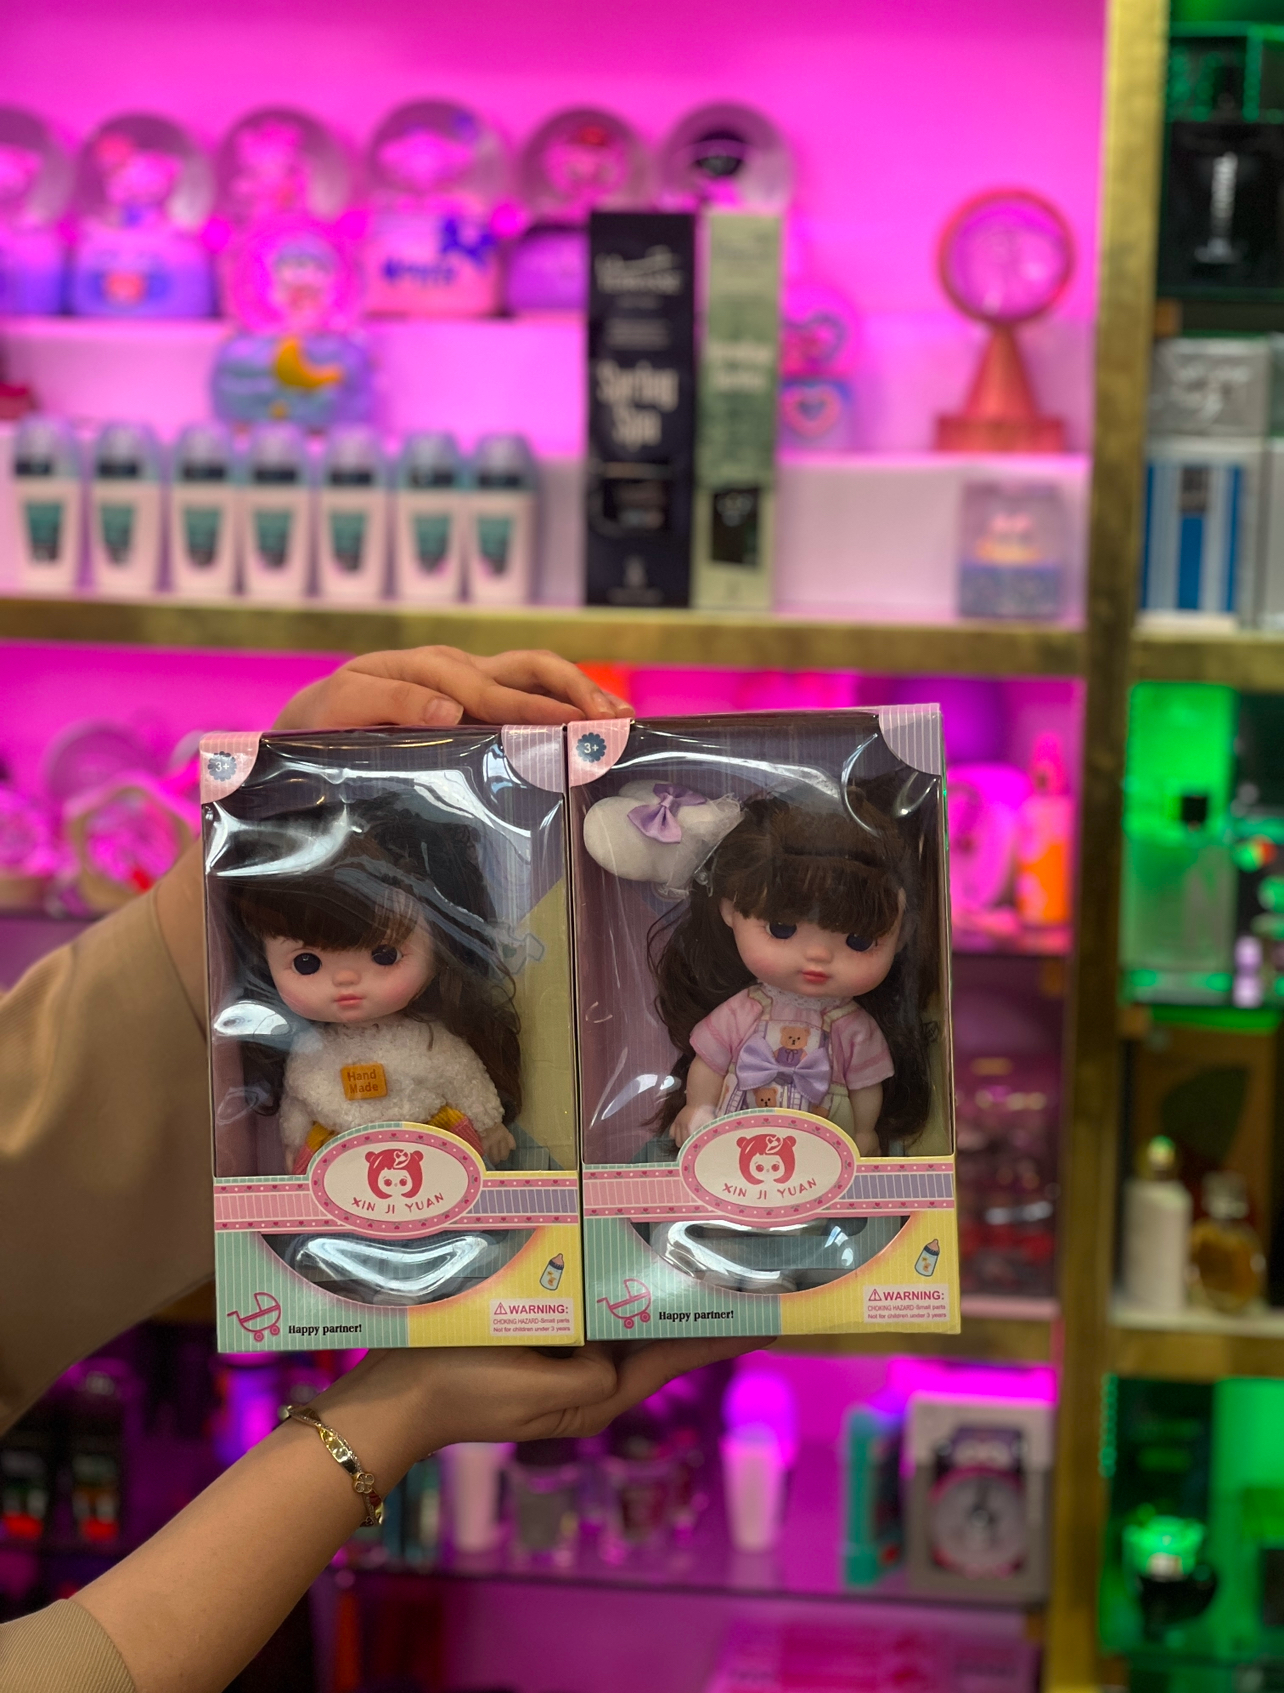 Spring
Spa
3+
3+
Hand
Made
XIN JI YUAN
XIN JI YUAN
Happy partner!
WARNING:
CHOKING HAZARD-Small parts
Not for children under 3 years
Happy partner!
WARNING:
CHOKING HAZARD-Small parts
Not for children under 3 years